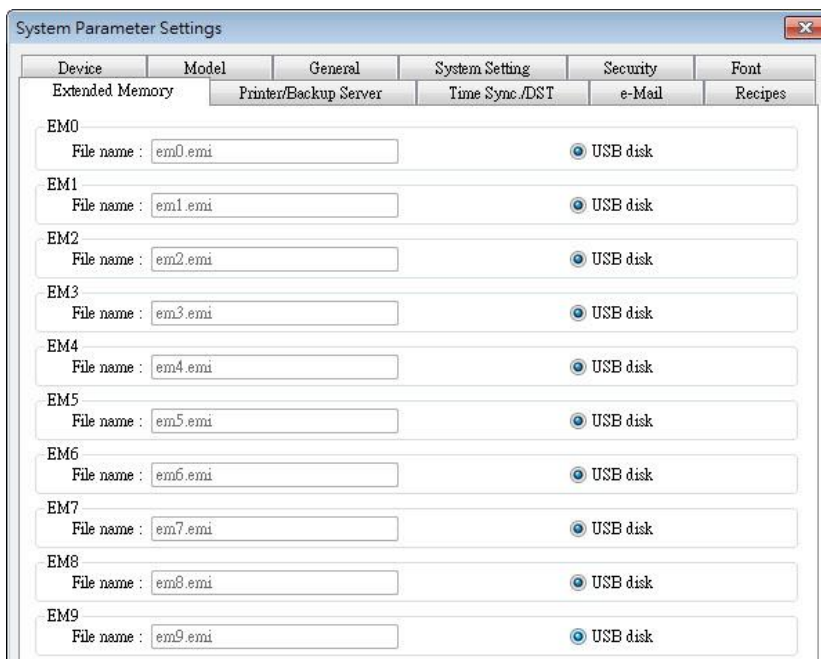 System Parameter Settings
Device Model General System Setting Security Font
Extended Memory Printer/Backup Server Time Sync./DST e-Mail Recipes
EM0
File name : em0.emi USB disk
EM1
File name : em1.emi USB disk
EM2
File name : em2.emi USB disk
EM3
File name : em3.emi USB disk
EM4
File name : em4.emi USB disk
EM5
File name : em5.emi USB disk
EM6
File name : em6.emi USB disk
EM7
File name : em7.emi USB disk
EM8
File name : em8.emi USB disk
EM9
File name : em9.emi USB disk